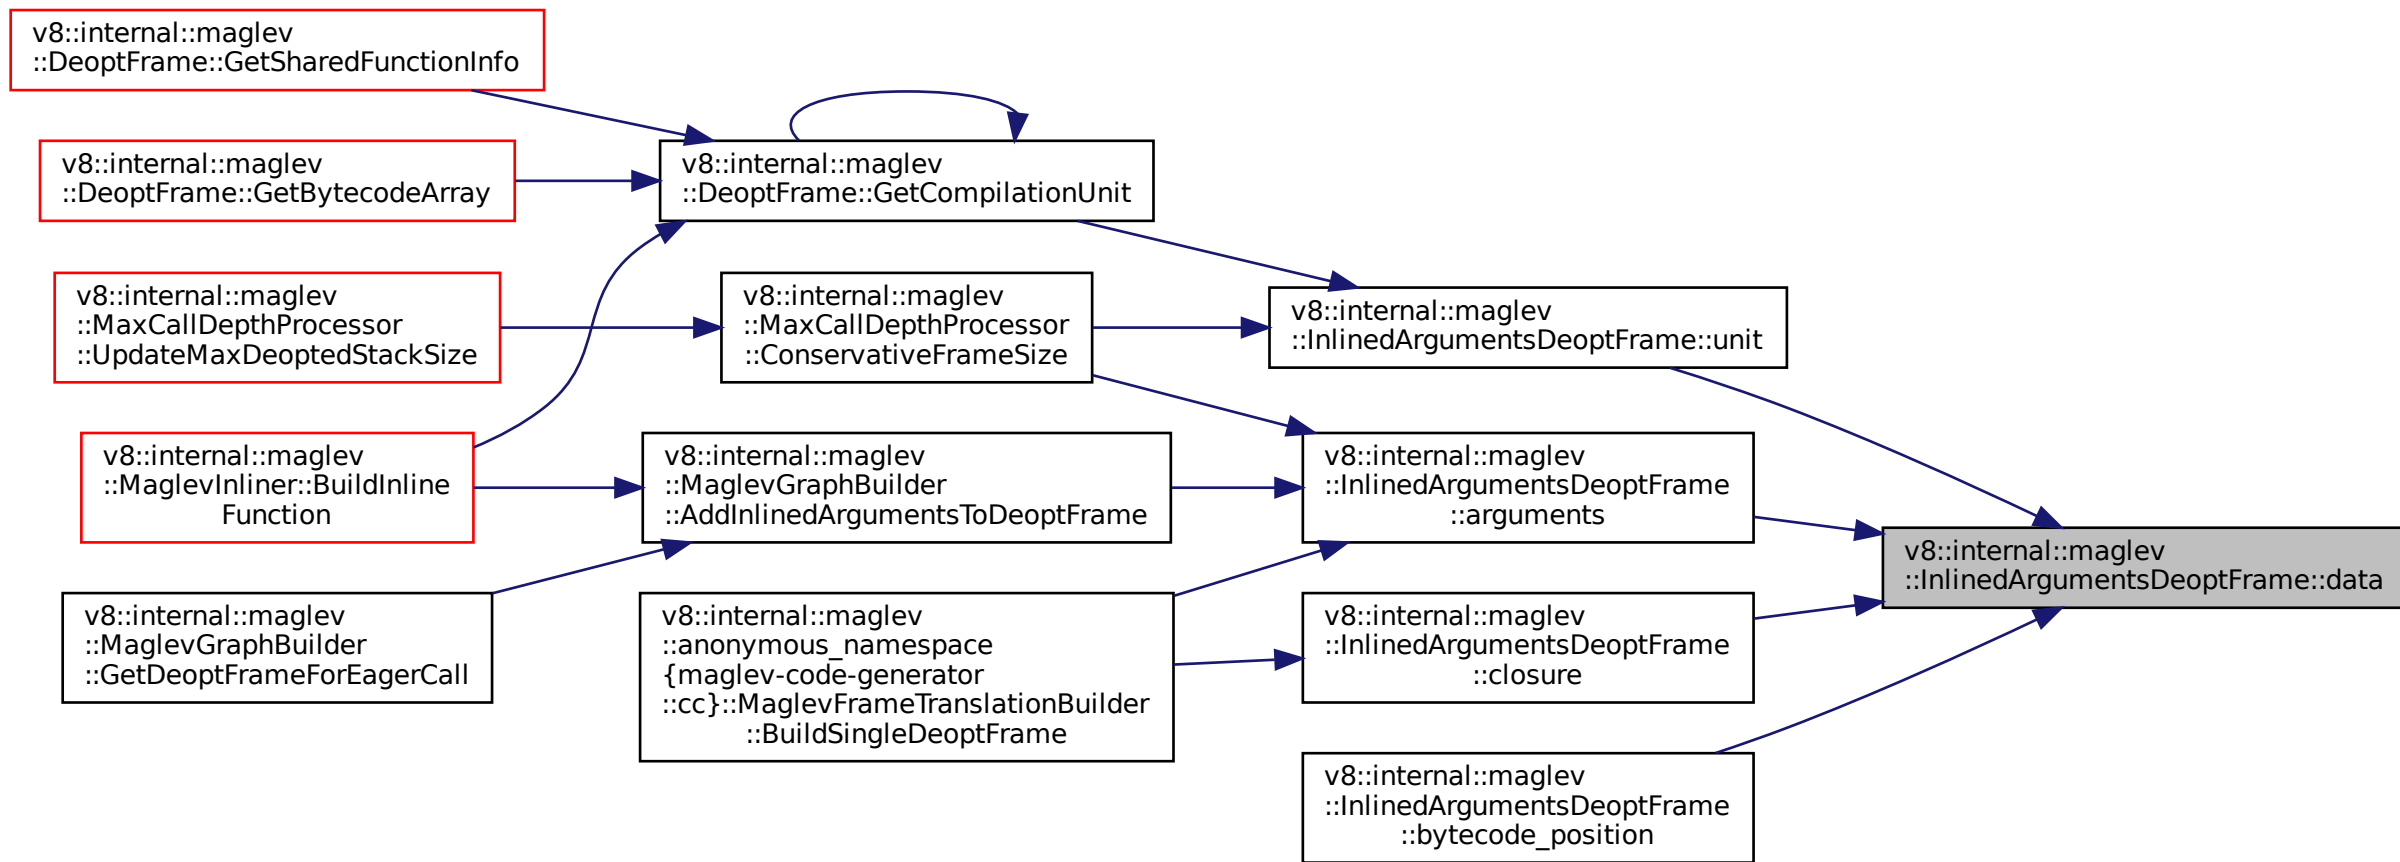 v8::internal::maglev
::DeoptFrame::GetSharedFunctionInfo
v8::internal::maglev
::DeoptFrame::GetBytecodeArray
v8::internal::maglev
::DeoptFrame::GetCompilationUnit
v8::internal::maglev
::MaxCallDepthProcessor
::UpdateMaxDeoptedStackSize
v8::internal::maglev
::MaxCallDepthProcessor
::ConservativeFrameSize
v8::internal::maglev
::InlinedArgumentsDeoptFrame::unit
v8::internal::maglev
::MaglevInliner::BuildInline
Function
v8::internal::maglev
::MaglevGraphBuilder
::AddInlinedArgumentsToDeoptFrame
v8::internal::maglev
::InlinedArgumentsDeoptFrame
::arguments
v8::internal::maglev
::InlinedArgumentsDeoptFrame::data
v8::internal::maglev
::MaglevGraphBuilder
::GetDeoptFrameForEagerCall
v8::internal::maglev
::anonymous_namespace
{maglev-code-generator
::cc}::MaglevFrameTranslationBuilder
::BuildSingleDeoptFrame
v8::internal::maglev
::InlinedArgumentsDeoptFrame
::closure
v8::internal::maglev
::InlinedArgumentsDeoptFrame
::bytecode_position